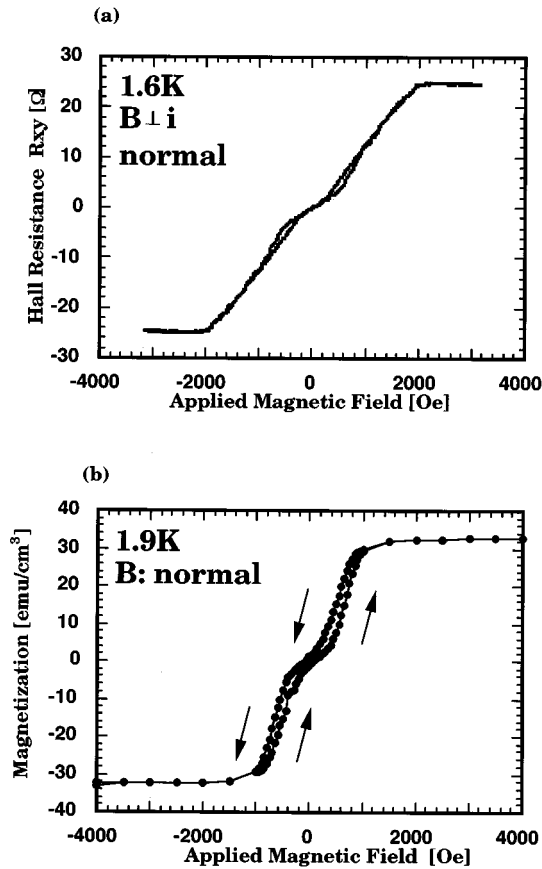 (a)
30
20
10
0
-10
-20
-30
Hall Resistance Rxy [Ω]
1.6K
B⊥i
normal
-4000 -2000 0 2000 4000
Applied Magnetic Field [Oe]
(b)
40
30
20
10
0
-10
-20
-30
-40
Magnetization [emu/cm³]
1.9K
B: normal
-4000 -2000 0 2000 4000
Applied Magnetic Field [Oe]